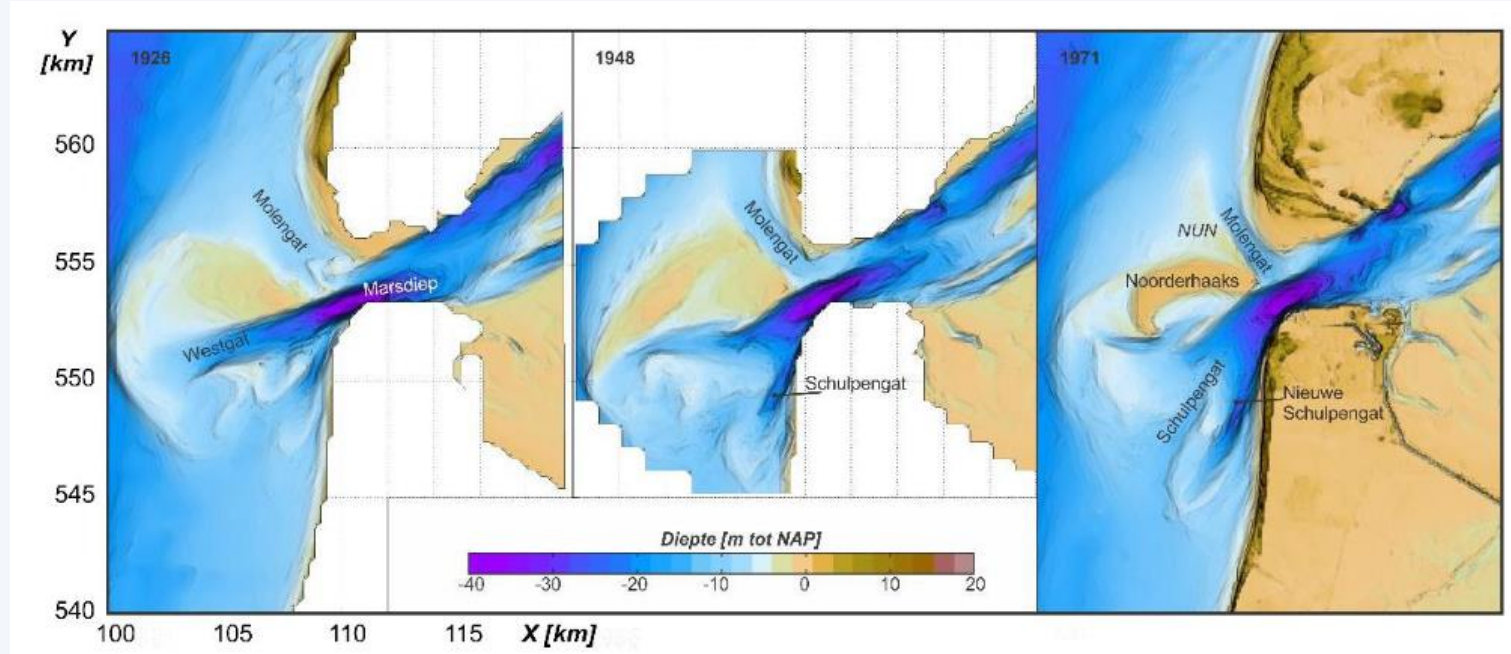 Y
[km]
1926
1948
1971
560
555
550
545
540
Molengat
Marsdiep
Westgat
Molengat
Schulpengat
NUN
Molengat
Noorderhaaks
Schulpengat
Nieuwe
Schulpengat
Diepte [m tot NAP]
-40 -30 -20 -10 0 10 20
100 105 110 115 X [km]